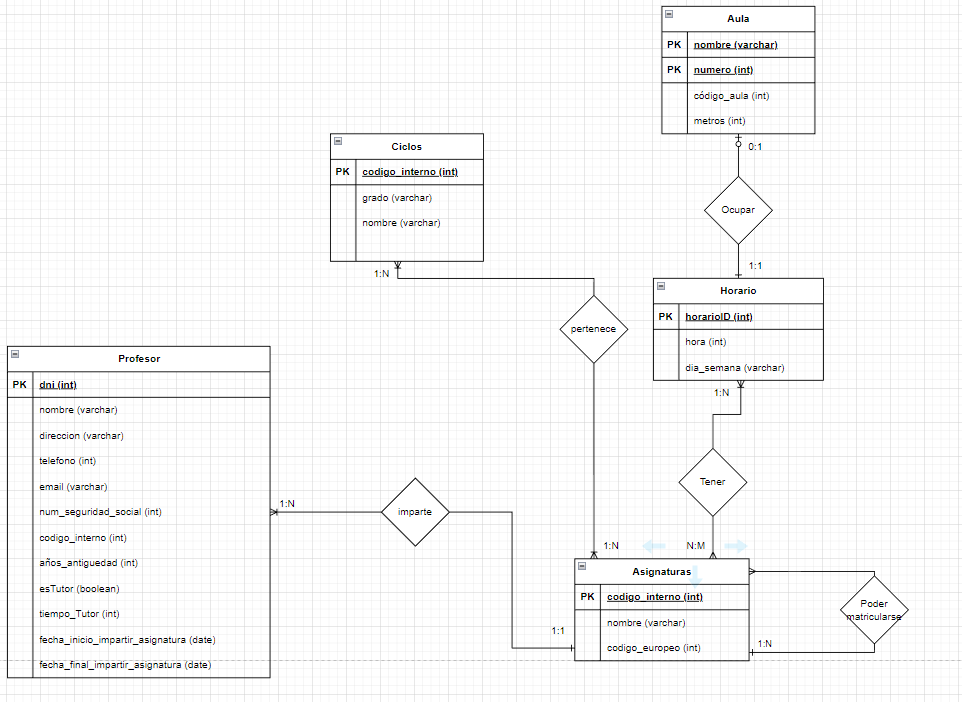 Aula
PK nombre (varchar)
PK numero (int)
código_aula (int)
metros (int)
0:1
Ocupar
1:1
Ciclos
PK codigo_interno (int)
grado (varchar)
nombre (varchar)
1:N
pertenece
1:N
Horario
PK horarioID (int)
hora (int)
dia_semana (varchar)
1:N
Tener
N:M
Profesor
PK dni (int)
nombre (varchar)
direccion (varchar)
telefono (int)
email (varchar)
num_seguridad_social (int)
codigo_interno (int)
años_antiguedad (int)
esTutor (boolean)
tiempo_Tutor (int)
fecha_inicio_impartir_asignatura (date)
fecha_final_impartir_asignatura (date)
1:N
imparte
1:1
Asignaturas
PK codigo_interno (int)
nombre (varchar)
codigo_europeo (int)
Poder
matricularse
1:N